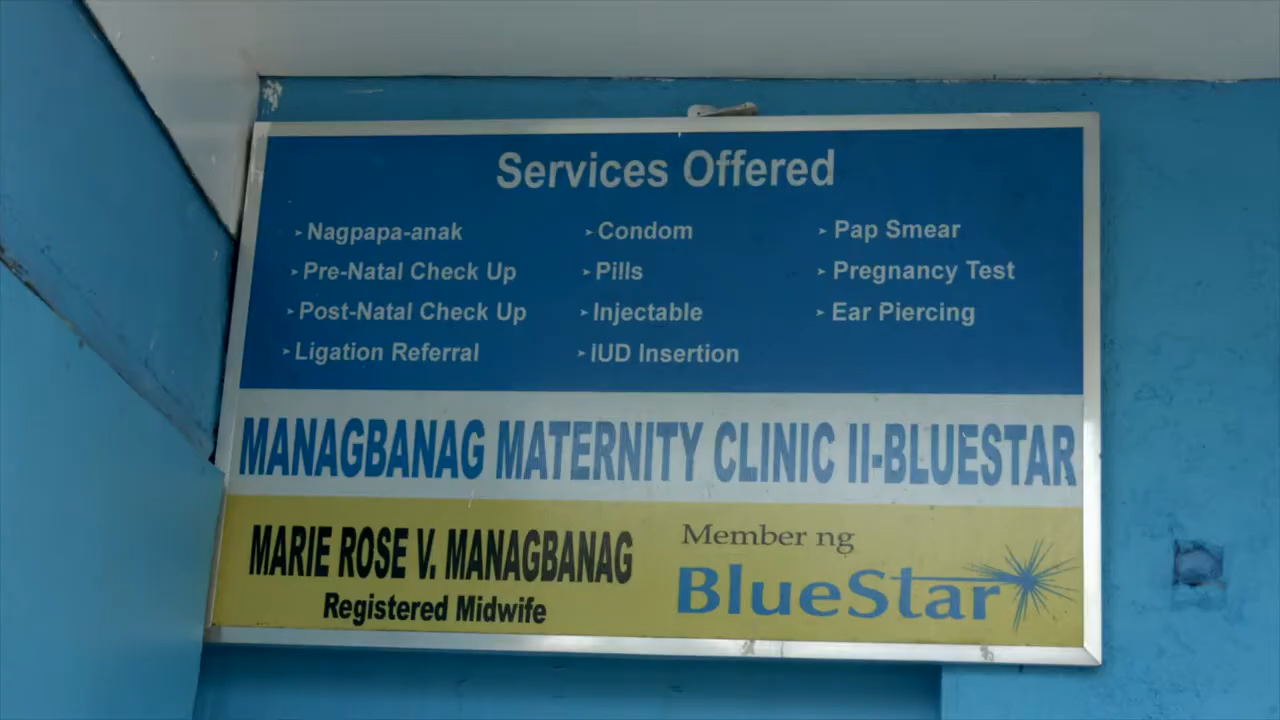 Services Offered
➢ Nagpapa-anak
➢ Pre-Natal Check Up
➢ Post-Natal Check Up
➢ Ligation Referral
➢ Condom
➢ Pills
➢ Injectable
➢ IUD Insertion
➢ Pap Smear
➢ Pregnancy Test
➢ Ear Piercing
MANAGBANAG MATERNITY CLINIC II-BLUESTAR
MARIE ROSE V. MANAGBANAG
Registered Midwife
Member ng
BlueStar